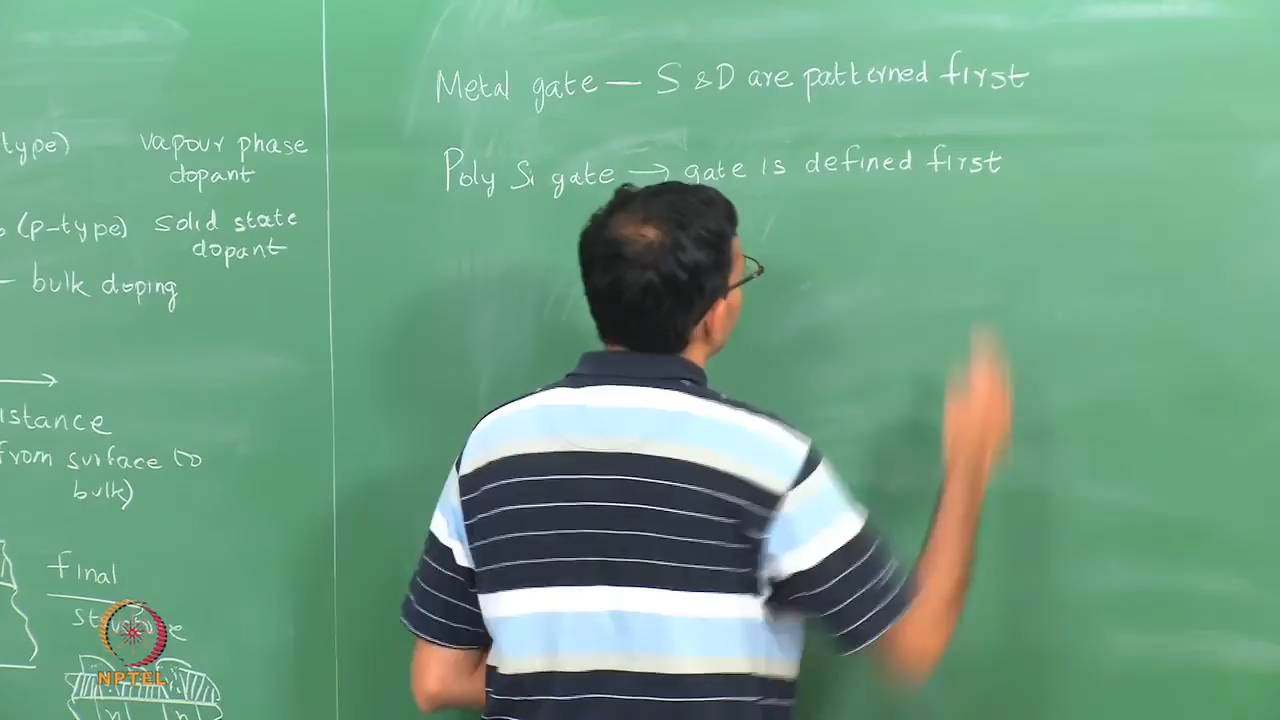 type)
vapour phase
dopant
(p-type)
solid state
dopant
- bulk doping
istance
from surface to
bulk)
final
n
n
NPTEL
Metal gate — S & D are patterned first
Poly Si gate → gate is defined first